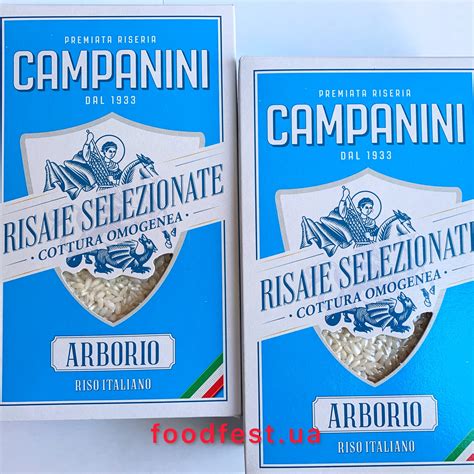 PREMIATA RISERIA
CAMPANINI
DAL 1933
RISAIE SELEZIONATE
COTTURA OMOGENEA
ARBORIO
RISO ITALIANO
PREMIATA RISERIA
CAMPANINI
DAL 1933
RISAIE SELEZIONATE
COTTURA OMOGENEA
ARBORIO
RISO ITALIANO
foodfest.ua